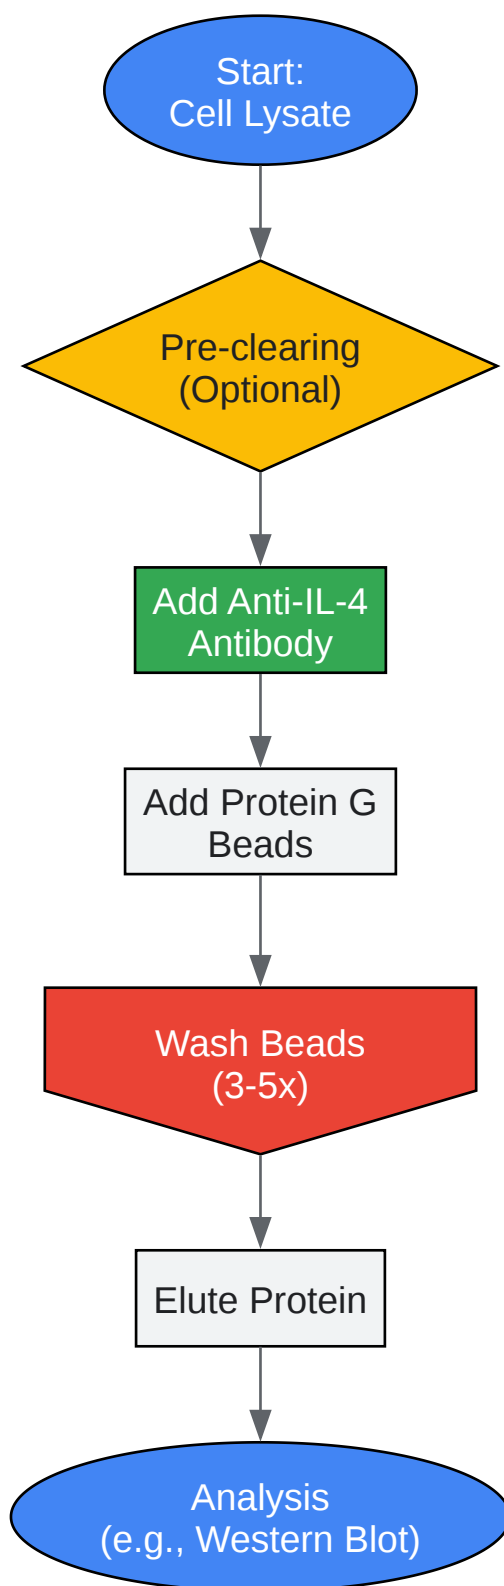 Start:
Cell Lysate
Pre-clearing
(Optional)
Add Anti-IL-4
Antibody
Add Protein G
Beads
Wash Beads
(3-5x)
Elute Protein
Analysis
(e.g., Western Blot)